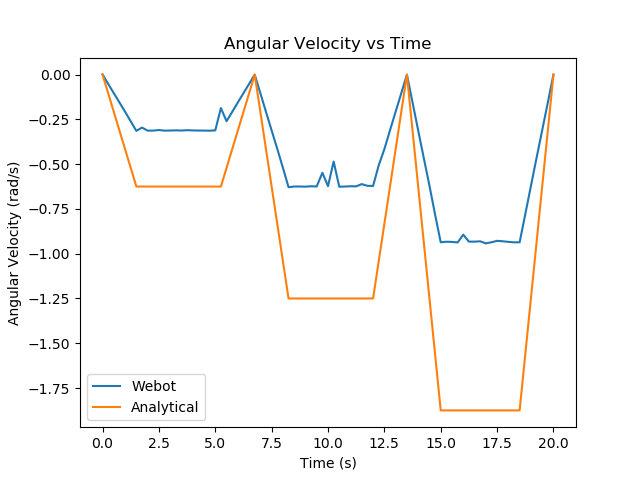 Angular Velocity vs Time
Angular Velocity (rad/s)
0.00
−0.25
−0.50
−0.75
−1.00
−1.25
−1.50
−1.75
Webot
Analytical
0.0 2.5 5.0 7.5 10.0 12.5 15.0 17.5 20.0
Time (s)